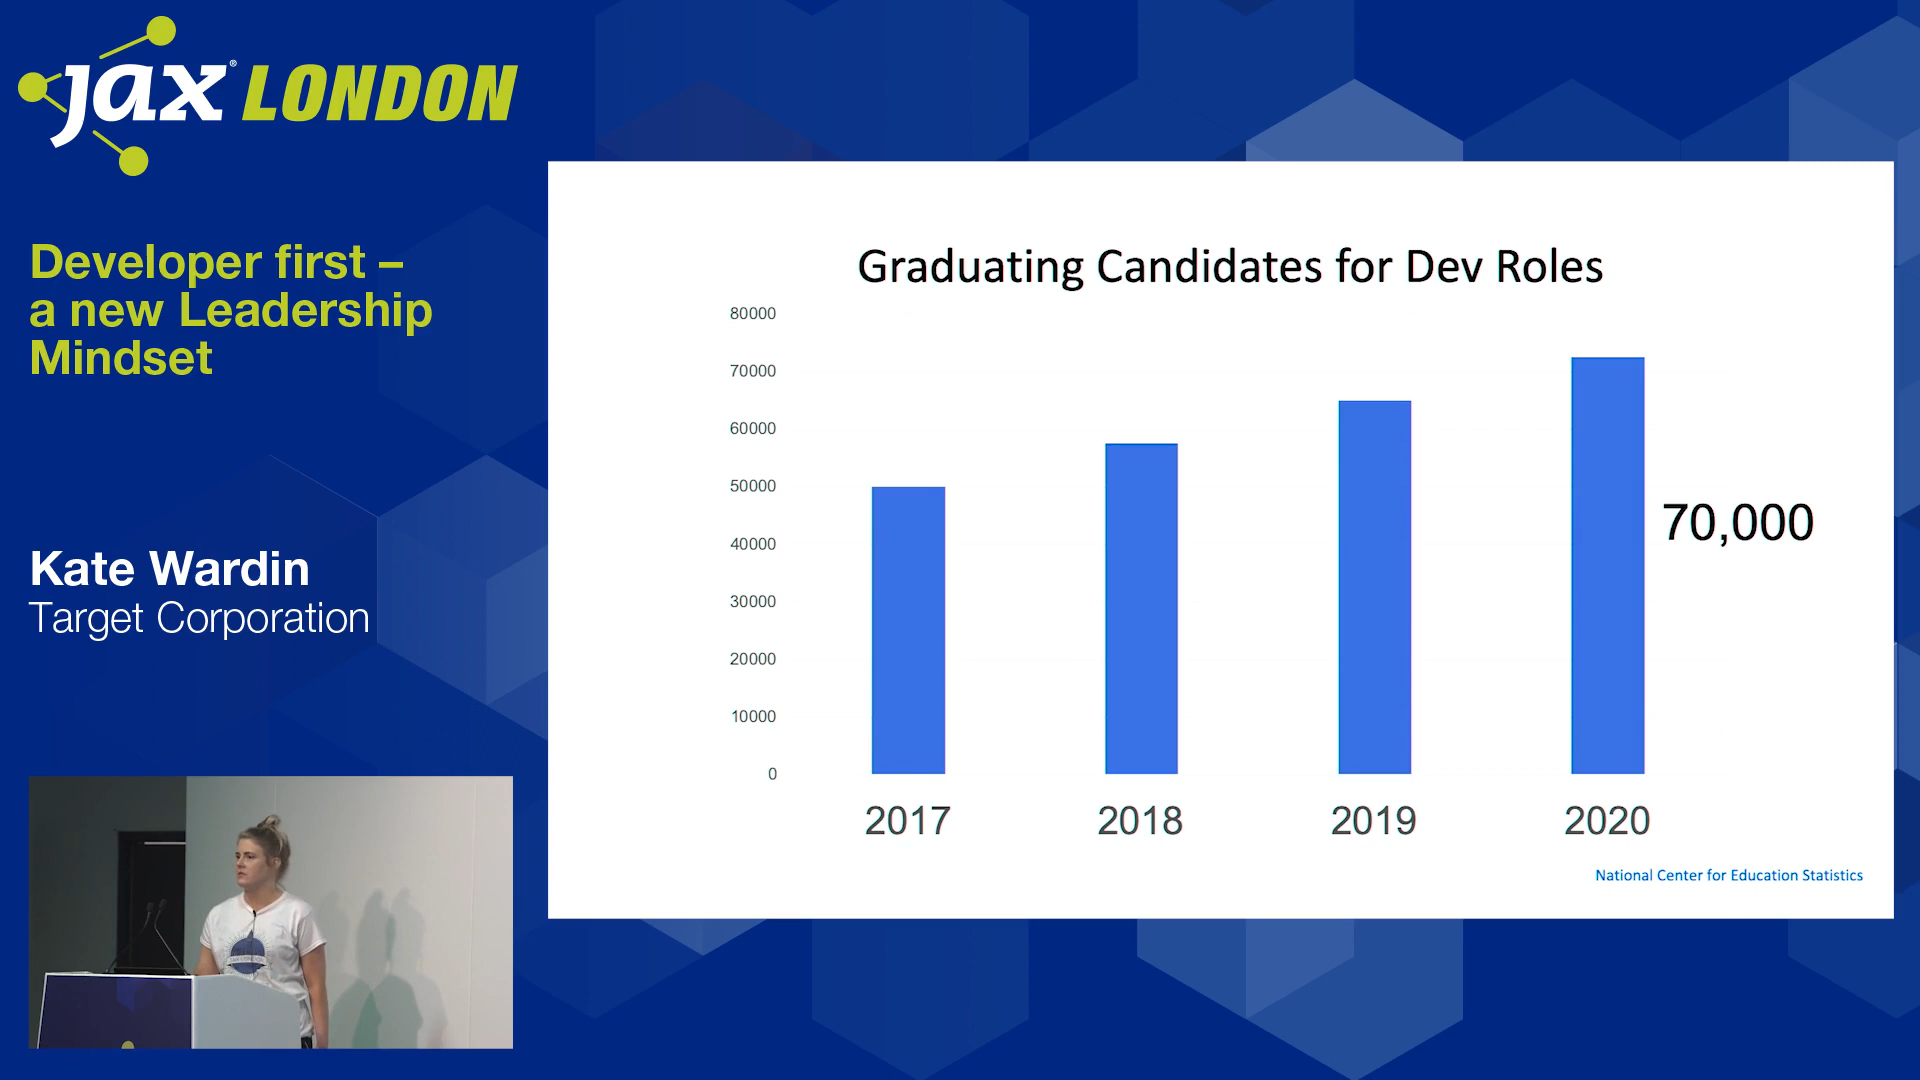 jax® LONDON
Developer first –
a new Leadership
Mindset
Kate Wardin
Target Corporation
Graduating Candidates for Dev Roles
80000
70000
60000
50000
40000
30000
20000
10000
0
70,000
2017
2018
2019
2020
National Center for Education Statistics